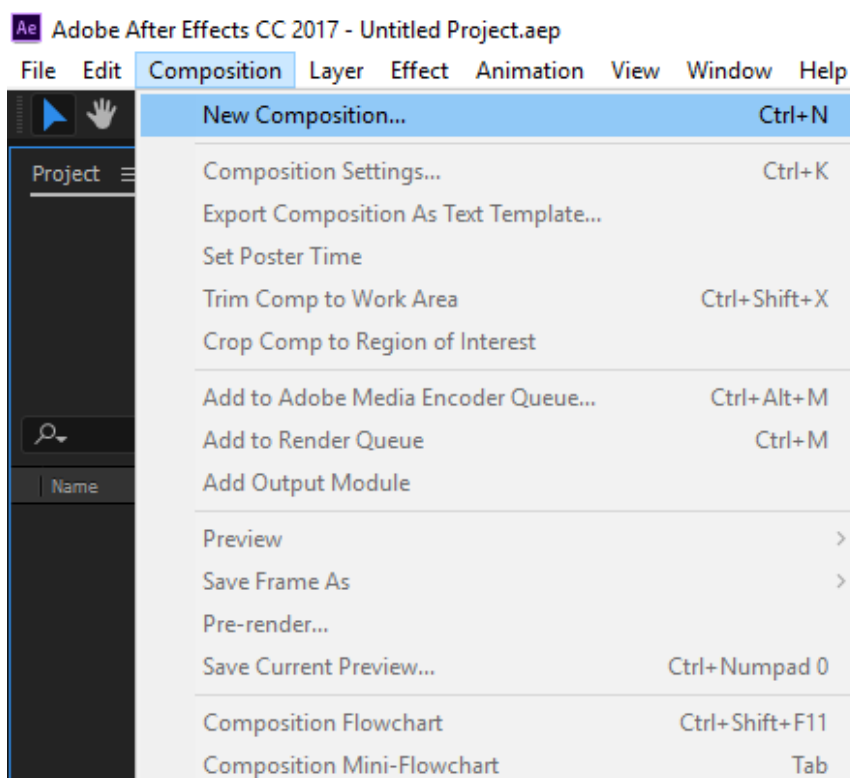 Ae Adobe After Effects CC 2017 - Untitled Project.aep
File Edit Composition Layer Effect Animation View Window Help
New Composition... Ctrl+N
Project
Composition Settings... Ctrl+K
Export Composition As Text Template...
Set Poster Time
Trim Comp to Work Area Ctrl+Shift+X
Crop Comp to Region of Interest
Add to Adobe Media Encoder Queue... Ctrl+Alt+M
Add to Render Queue Ctrl+M
Name
Add Output Module
Preview >
Save Frame As >
Pre-render...
Save Current Preview... Ctrl+Numpad 0
Composition Flowchart Ctrl+Shift+F11
Composition Mini-Flowchart Tab